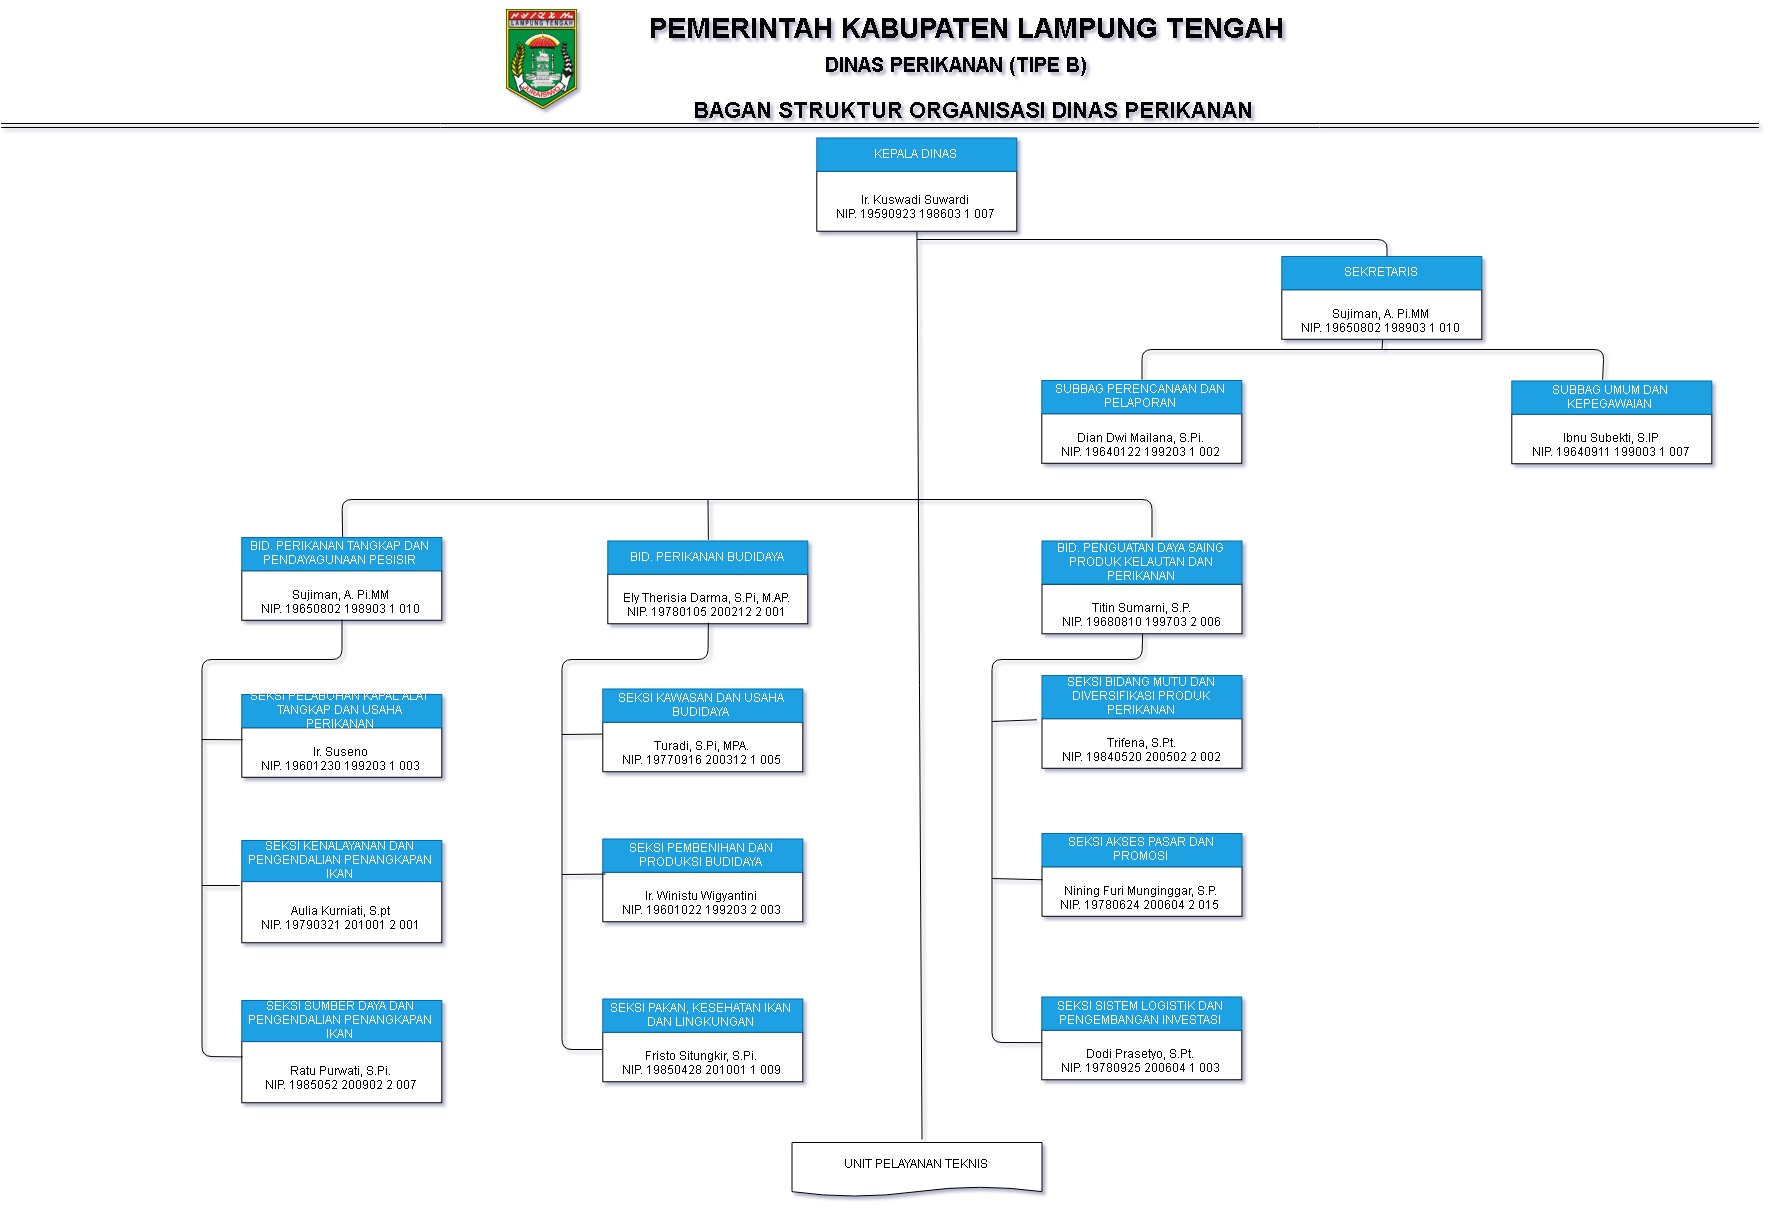 LAMPUNG TENGAH
PEMERINTAH KABUPATEN LAMPUNG TENGAH
DINAS PERIKANAN (TIPE B)
BAGAN STRUKTUR ORGANISASI DINAS PERIKANAN
KEPALA DINAS
Ir. Kuswadi Suwardi
NIP. 19590923 198603 1 007
SEKRETARIS
Sujiman, A. Pi.MM
NIP. 19650802 198903 1 010
SUBBAG PERENCANAAN DAN
PELAPORAN
Dian Dwi Mailana, S.Pi.
NIP. 19640122 199203 1 002
SUBBAG UMUM DAN
KEPEGAWAIAN
Ibnu Subekti, S.IP
NIP. 19640911 199003 1 007
BID. PERIKANAN TANGKAP DAN
PENDAYAGUNAAN PESISIR
Sujiman, A. Pi.MM
NIP. 19650802 198903 1 010
BID. PERIKANAN BUDIDAYA
Ely Therisia Darma, S.Pi, M.AP.
NIP. 19780105 200212 2 001
BID. PENGUATAN DAYA SAING
PRODUK KELAUTAN DAN
PERIKANAN
Titin Sumarni, S.P.
NIP. 19680810 199703 2 006
SEKSI PELABUHAN KAPAL ALAT
TANGKAP DAN USAHA
PERIKANAN
Ir. Suseno
NIP. 19601230 199203 1 003
SEKSI KENALAYANAN DAN
PENGENDALIAN PENANGKAPAN
IKAN
Aulia Kurniati, S.pt
NIP. 19790321 201001 2 001
SEKSI SUMBER DAYA DAN
PENGENDALIAN PENANGKAPAN
IKAN
Ratu Purwati, S.Pi.
NIP. 1985052 200902 2 007
SEKSI KAWASAN DAN USAHA
BUDIDAYA
Turadi, S.Pi, MPA.
NIP. 19770916 200312 1 005
SEKSI PEMBENIHAN DAN
PRODUKSI BUDIDAYA
Ir. Winistu Wigyantini
NIP. 19601022 199203 2 003
SEKSI PAKAN, KESEHATAN IKAN
DAN LINGKUNGAN
Fristo Situngkir, S.Pi.
NIP. 19850428 201001 1 009
SEKSI BIDANG MUTU DAN
DIVERSIFIKASI PRODUK
PERIKANAN
Trifena, S.Pt.
NIP. 19840520 200502 2 002
SEKSI AKSES PASAR DAN
PROMOSI
Nining Furi Munginggar, S.P.
NIP. 19780624 200604 2 015
SEKSI SISTEM LOGISTIK DAN
PENGEMBANGAN INVESTASI
Dodi Prasetyo, S.Pt.
NIP. 19780925 200604 1 003
UNIT PELAYANAN TEKNIS